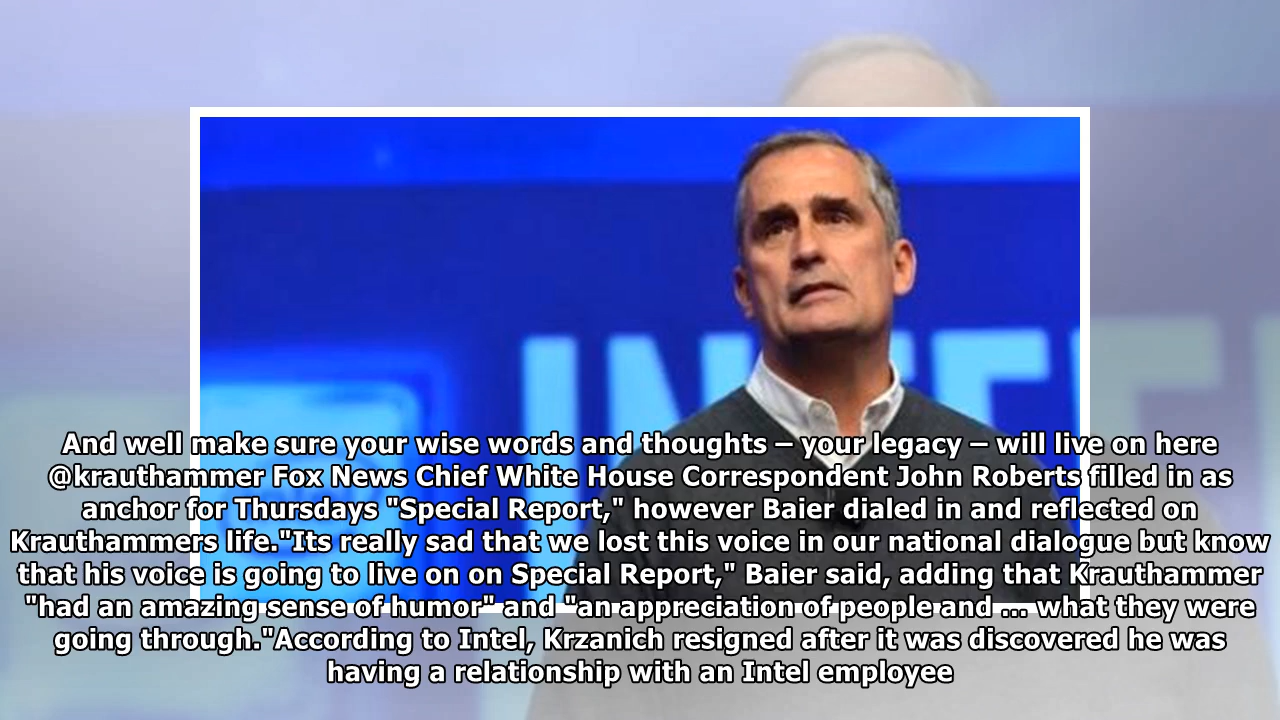 INTEL
And well make sure your wise words and thoughts – your legacy – will live on here
@krauthammer Fox News Chief White House Correspondent John Roberts filled in as
anchor for Thursdays "Special Report," however Baier dialed in and reflected on
Krauthammers life."Its really sad that we lost this voice in our national dialogue but know
that his voice is going to live on on Special Report," Baier said, adding that Krauthammer
"had an amazing sense of humor" and "an appreciation of people and ... what they were
going through."According to Intel, Krzanich resigned after it was discovered he was
having a relationship with an Intel employee